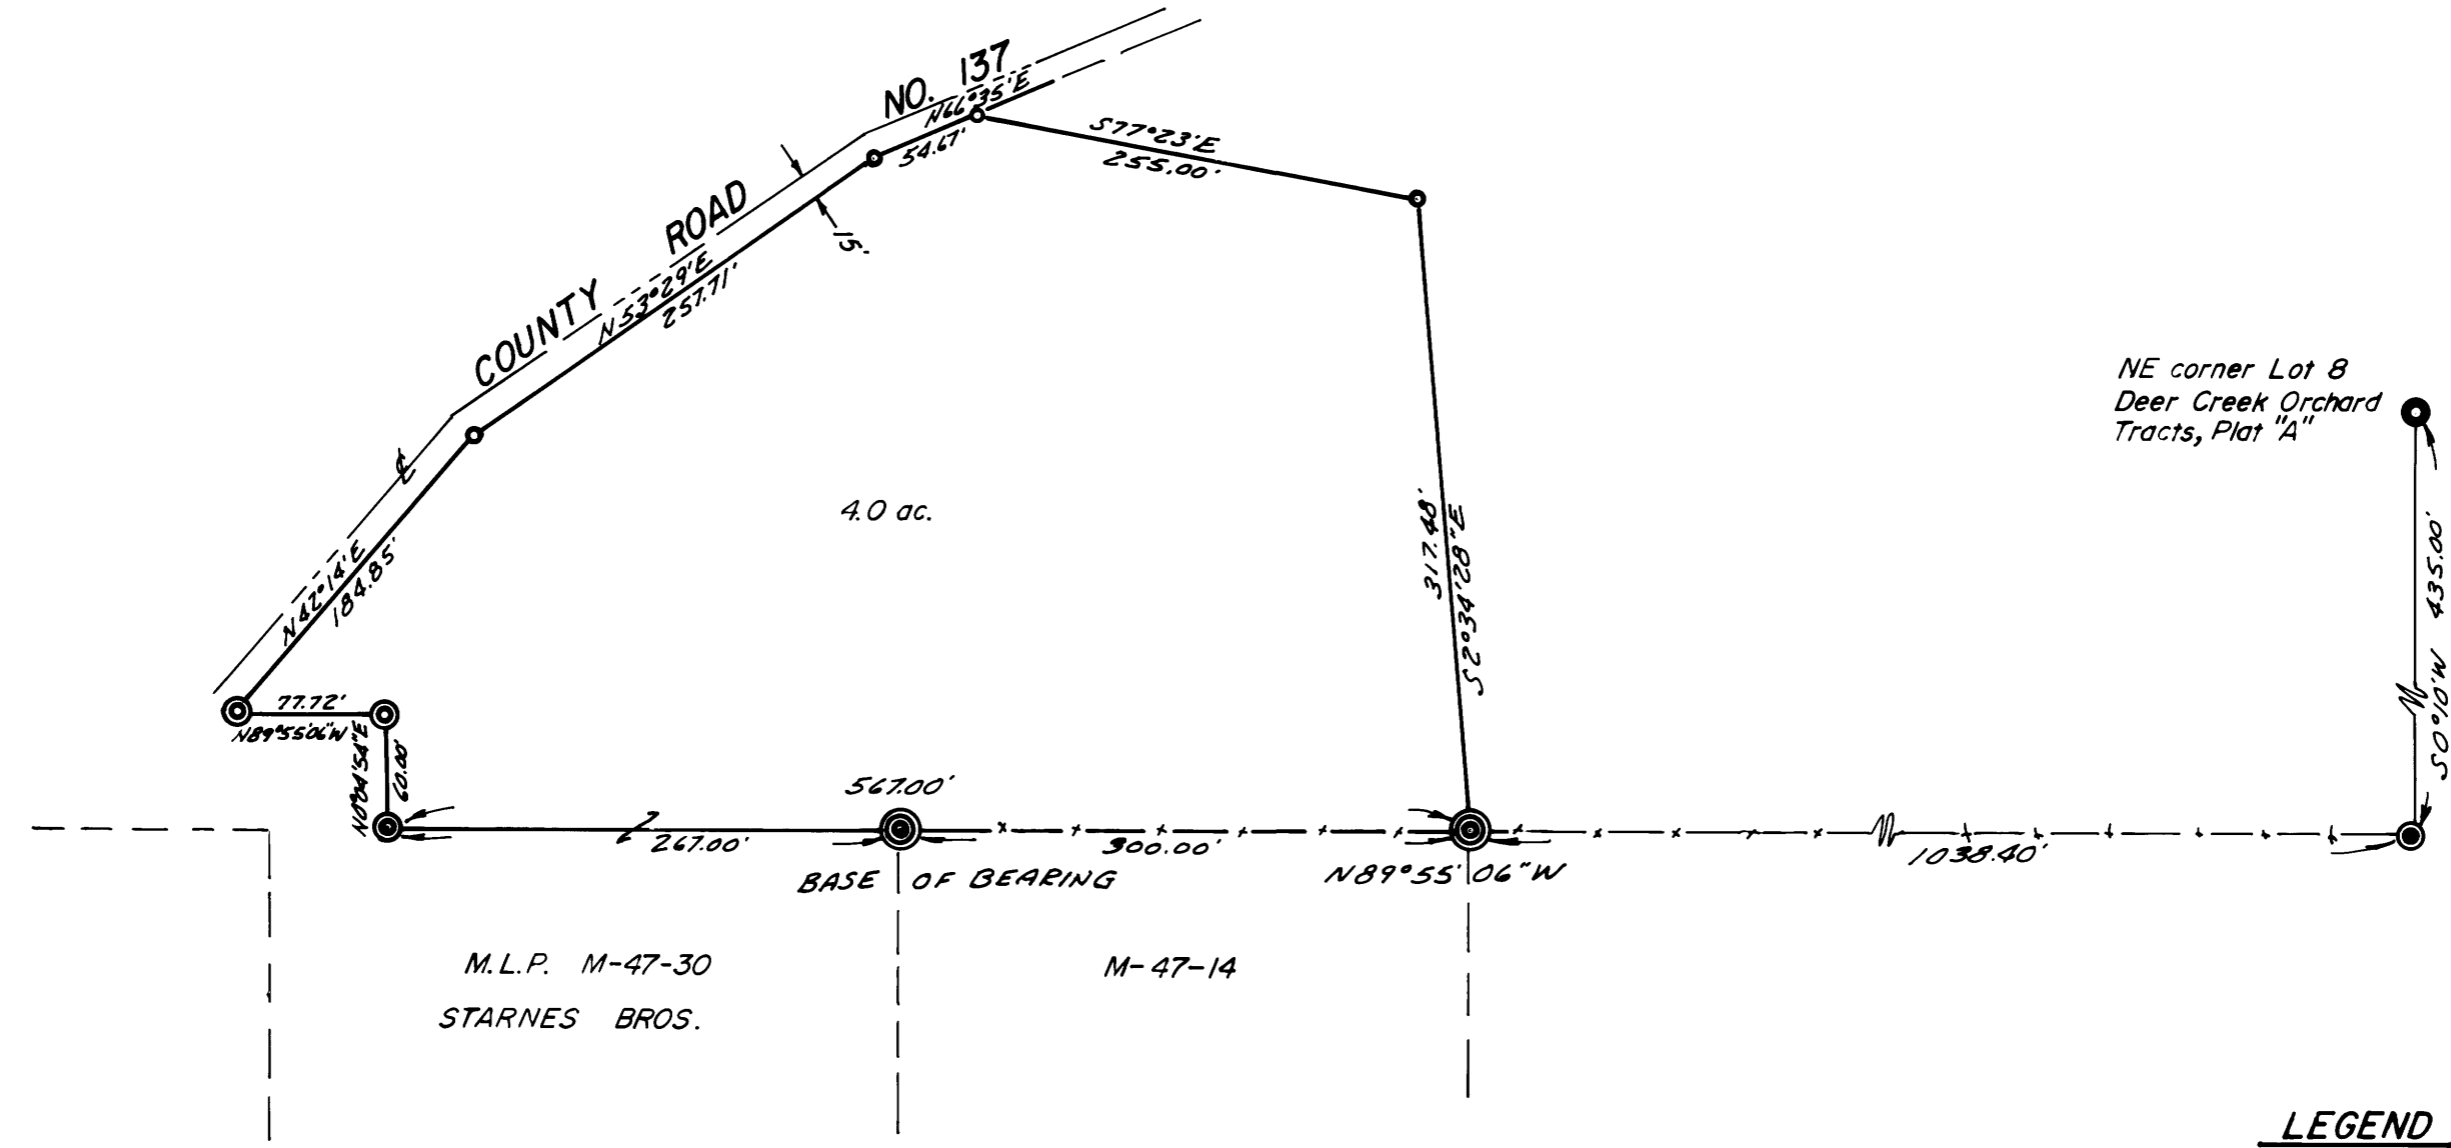 COUNTY ROAD NO. 137
N66°35'E
54.67'
S77°23'E
255.00'
15'
N53°29'E
257.71'
NE corner Lot 8
Deer Creek Orchard
Tracts, Plat "A"
℄
4.0 ac.
317.48'
S2°34'28"E
S0°10'W 435.00'
N42°14'E
184.85'
77.72'
N89°55'06"W
N0°04'54"E
60.00'
567.00'
267.00'
300.00'
1038.40'
BASE OF BEARING
N89°55'06"W
M.L.P. M-47-30
M-47-14
STARNES BROS.
LEGEND